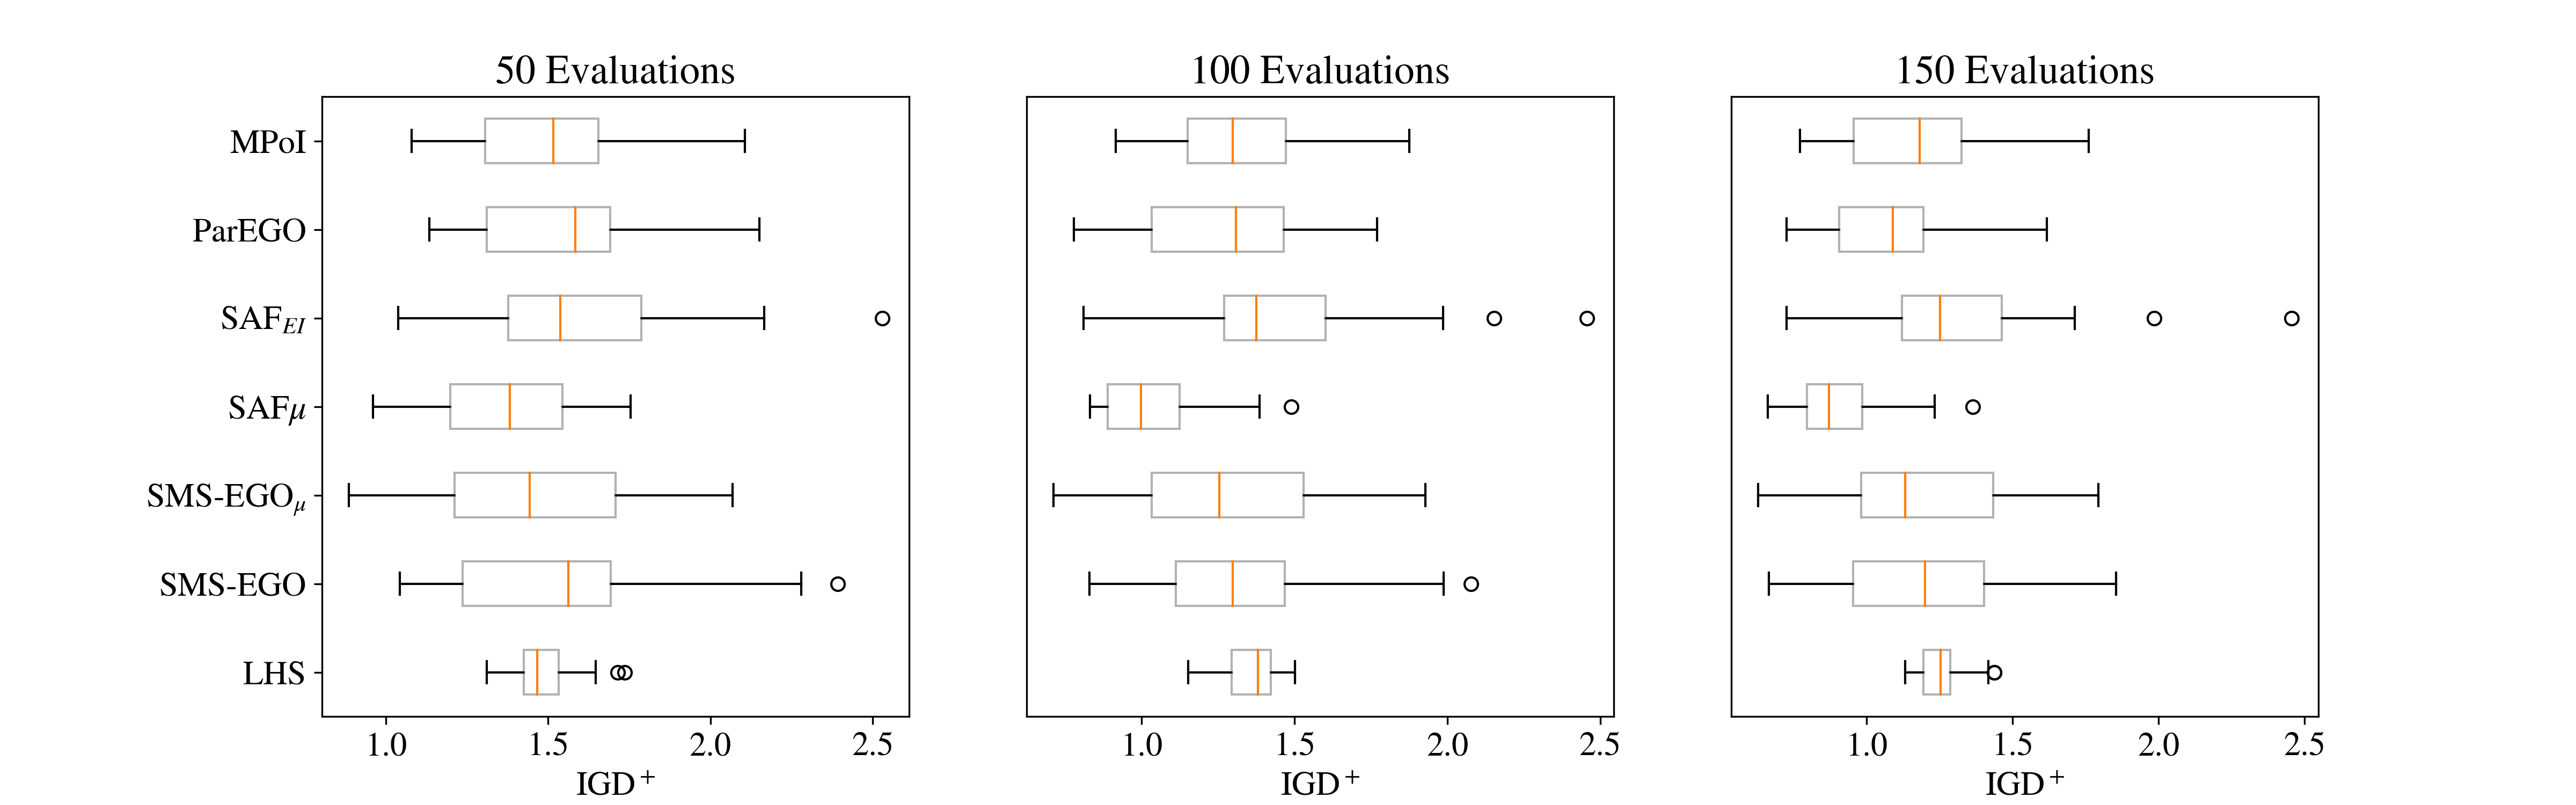 50 Evaluations
100 Evaluations
150 Evaluations
MPoI
ParEGO
SAF_EI
SAFμ
SMS-EGO_μ
SMS-EGO
LHS
1.0 1.5 2.0 2.5
1.0 1.5 2.0 2.5
1.0 1.5 2.0 2.5
IGD⁺
IGD⁺
IGD⁺